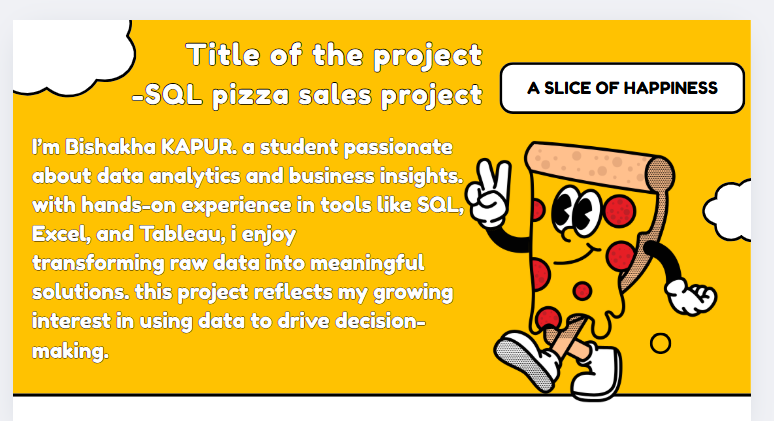 Title of the project
-SQL pizza sales project
A SLICE OF HAPPINESS
I'm Bishakha KAPUR. a student passionate
about data analytics and business insights.
with hands-on experience in tools like SQL,
Excel, and Tableau, i enjoy
transforming raw data into meaningful
solutions. this project reflects my growing
interest in using data to drive decision-
making.